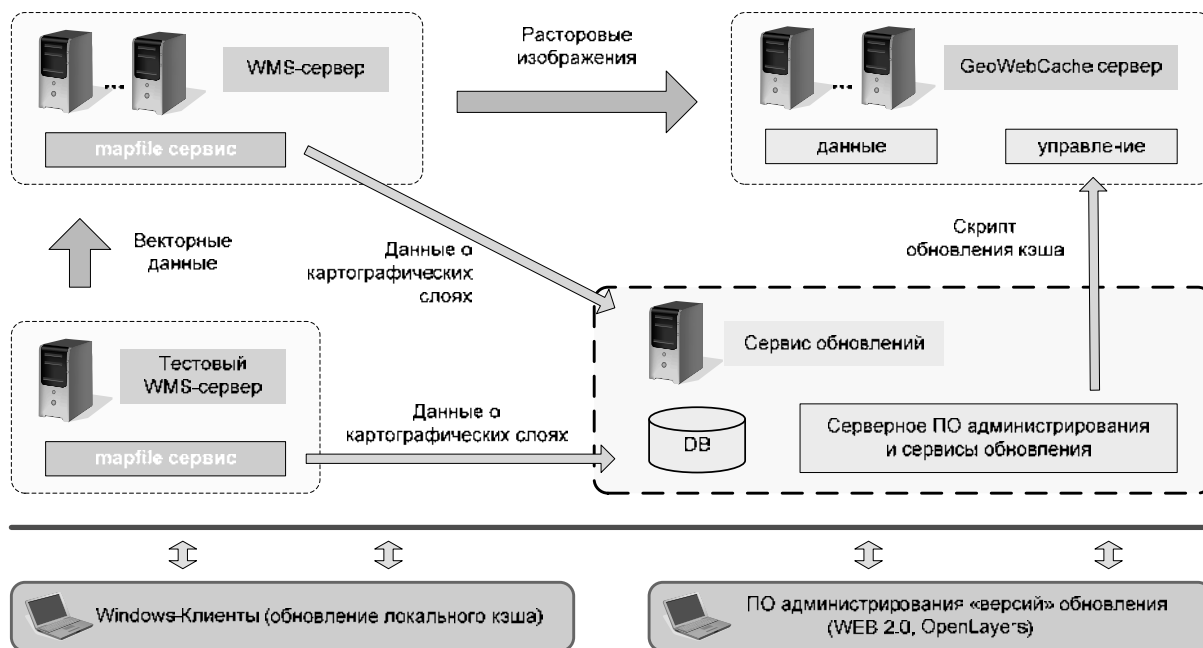 WMS-сервер
mapfile сервис
Расторовые
изображения
GeoWebCache сервер
данные
управление
Векторные
данные
Данные о
картографических
слоях
Скрипт
обновления кэша
Тестовый
WMS-сервер
mapfile сервис
Данные о
картографических слоях
Сервис обновлений
DB
Серверное ПО администрирования
и сервисы обновления
Windows-Клиенты (обновление локального кэша)
ПО администрирования «версий» обновления
(WEB 2.0, OpenLayers)